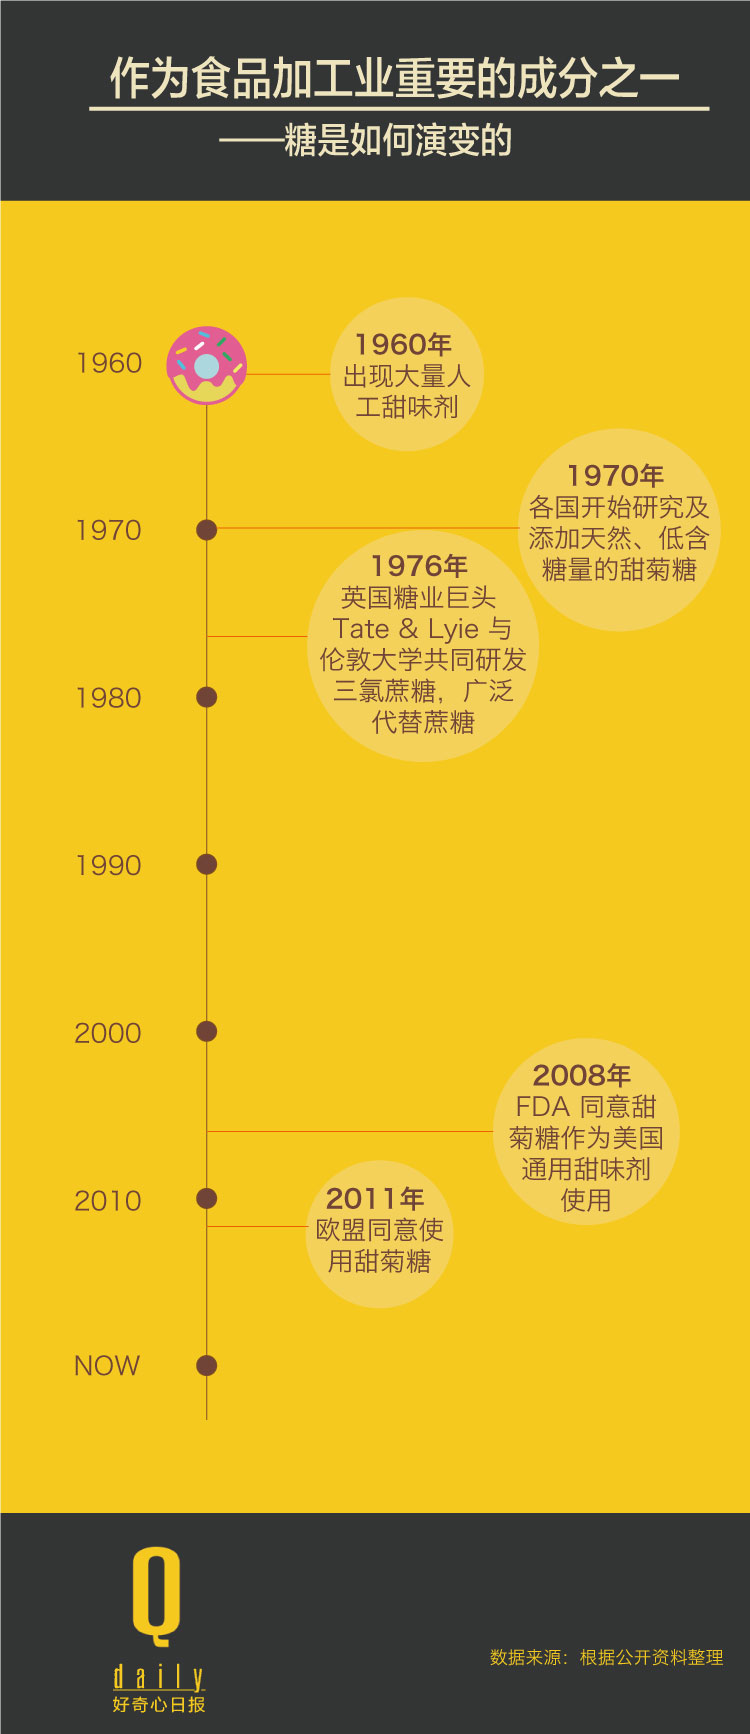 作为食品加工业重要的成分之一
——糖是如何演变的
1960
1960年
出现大量人
工甜味剂
1970
1970年
各国开始研究及
添加天然、低含
糖量的甜菊糖
1976年
英国糖业巨头
Tate & Lyie 与
伦敦大学共同研发
三氯蔗糖，广泛
代替蔗糖
1980
1990
2000
2008年
FDA 同意甜
菊糖作为美国
通用甜味剂
使用
2010
2011年
欧盟同意使
用甜菊糖
NOW
Q
daily
好奇心日报
数据来源：根据公开资料整理